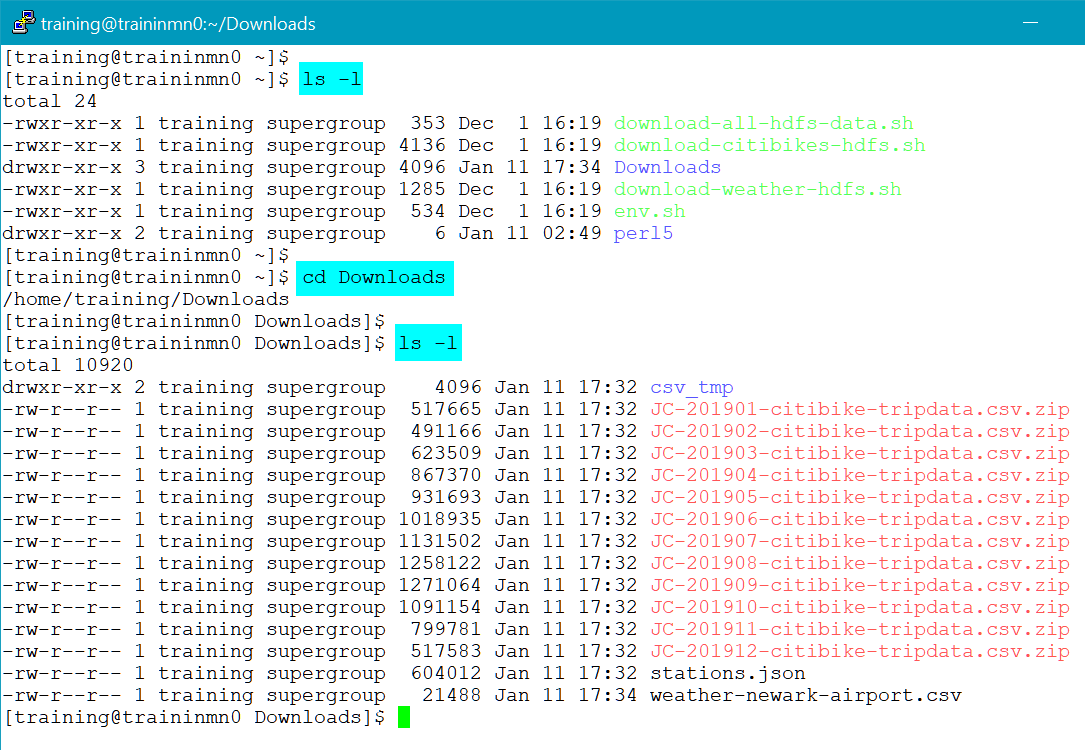 training@traininmn0:~/Downloads
[training@traininmn0 ~]$
[training@traininmn0 ~]$ ls -l
total 24
-rwxr-xr-x 1 training supergroup  353 Dec  1 16:19 download-all-hdfs-data.sh
-rwxr-xr-x 1 training supergroup 4136 Dec  1 16:19 download-citibikes-hdfs.sh
drwxr-xr-x 3 training supergroup 4096 Jan 11 17:34 Downloads
-rwxr-xr-x 1 training supergroup 1285 Dec  1 16:19 download-weather-hdfs.sh
-rwxr-xr-x 1 training supergroup  534 Dec  1 16:19 env.sh
drwxr-xr-x 2 training supergroup    6 Jan 11 02:49 perl5
[training@traininmn0 ~]$
[training@traininmn0 ~]$ cd Downloads
/home/training/Downloads
[training@traininmn0 Downloads]$
[training@traininmn0 Downloads]$ ls -l
total 10920
drwxr-xr-x 2 training supergroup    4096 Jan 11 17:32 csv_tmp
-rw-r--r-- 1 training supergroup  517665 Jan 11 17:32 JC-201901-citibike-tripdata.csv.zip
-rw-r--r-- 1 training supergroup  491166 Jan 11 17:32 JC-201902-citibike-tripdata.csv.zip
-rw-r--r-- 1 training supergroup  623509 Jan 11 17:32 JC-201903-citibike-tripdata.csv.zip
-rw-r--r-- 1 training supergroup  867370 Jan 11 17:32 JC-201904-citibike-tripdata.csv.zip
-rw-r--r-- 1 training supergroup  931693 Jan 11 17:32 JC-201905-citibike-tripdata.csv.zip
-rw-r--r-- 1 training supergroup 1018935 Jan 11 17:32 JC-201906-citibike-tripdata.csv.zip
-rw-r--r-- 1 training supergroup 1131502 Jan 11 17:32 JC-201907-citibike-tripdata.csv.zip
-rw-r--r-- 1 training supergroup 1258122 Jan 11 17:32 JC-201908-citibike-tripdata.csv.zip
-rw-r--r-- 1 training supergroup 1271064 Jan 11 17:32 JC-201909-citibike-tripdata.csv.zip
-rw-r--r-- 1 training supergroup 1091154 Jan 11 17:32 JC-201910-citibike-tripdata.csv.zip
-rw-r--r-- 1 training supergroup  799781 Jan 11 17:32 JC-201911-citibike-tripdata.csv.zip
-rw-r--r-- 1 training supergroup  517583 Jan 11 17:32 JC-201912-citibike-tripdata.csv.zip
-rw-r--r-- 1 training supergroup  604012 Jan 11 17:32 stations.json
-rw-r--r-- 1 training supergroup   21488 Jan 11 17:34 weather-newark-airport.csv
[training@traininmn0 Downloads]$